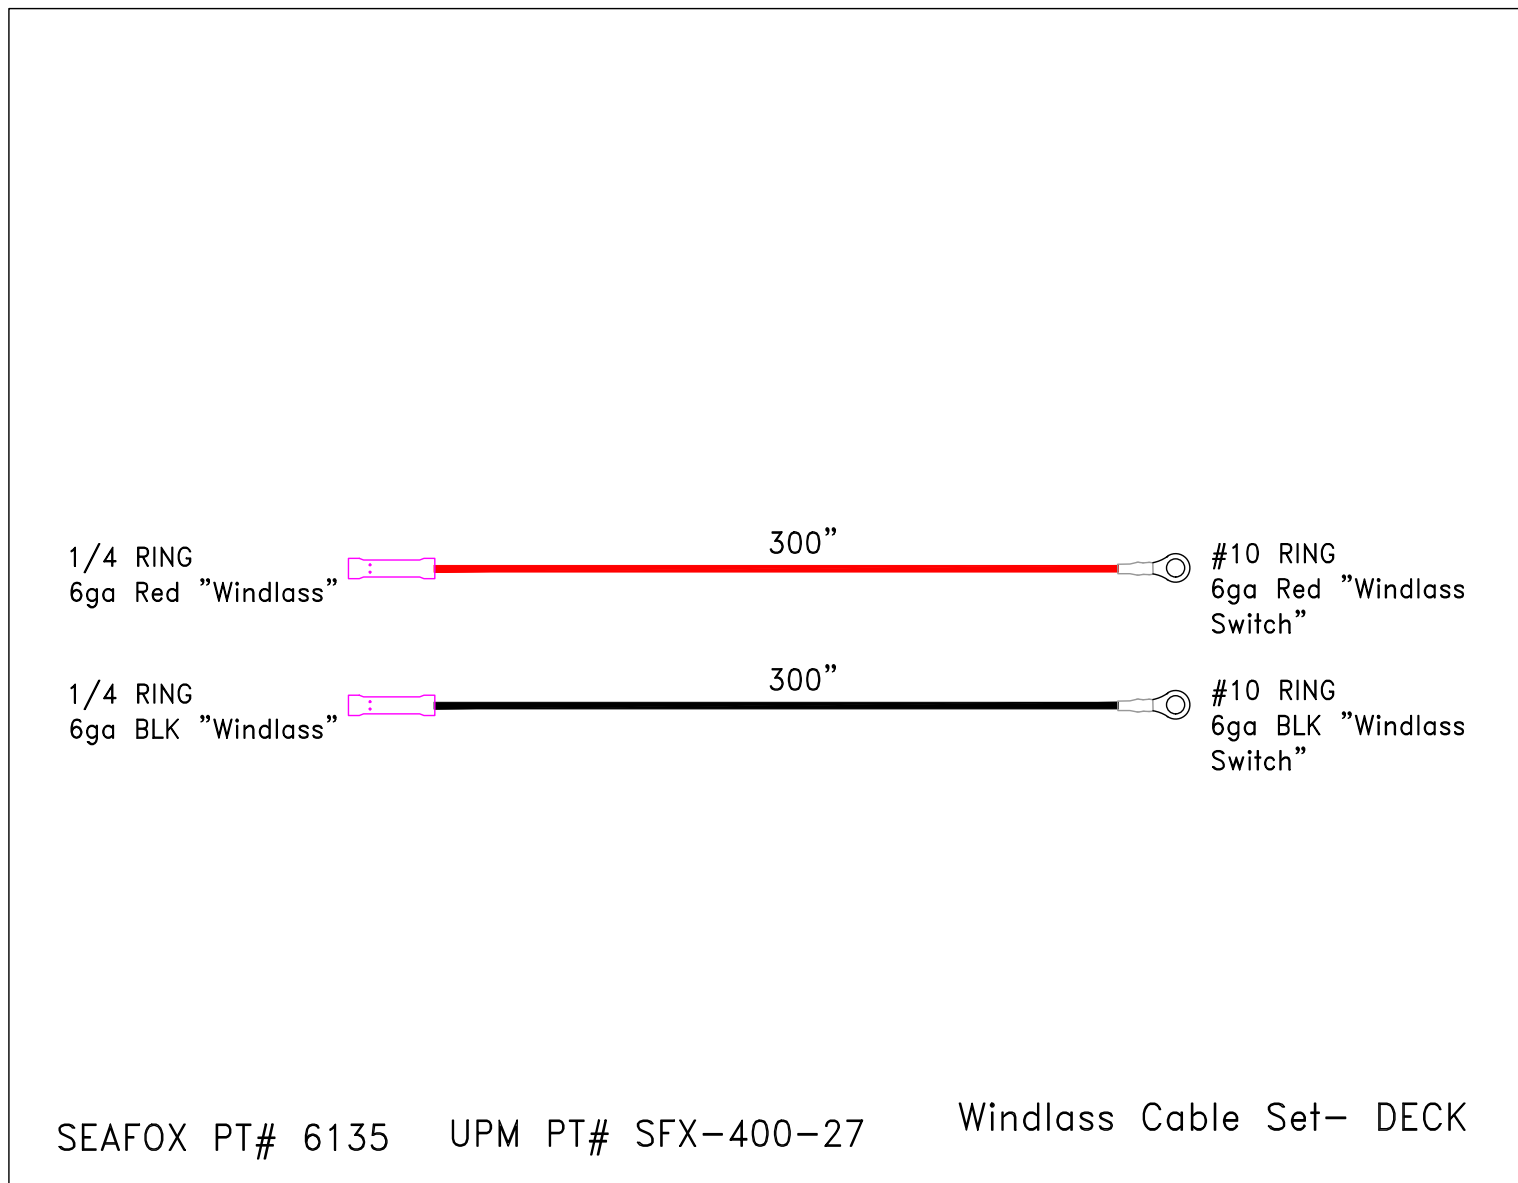 300”
1/4 RING
6ga Red ”Windlass”
#10 RING
6ga Red ”Windlass
Switch”
300”
1/4 RING
6ga BLK ”Windlass”
#10 RING
6ga BLK ”Windlass
Switch”
SEAFOX PT# 6135
UPM PT# SFX-400-27
Windlass Cable Set- DECK